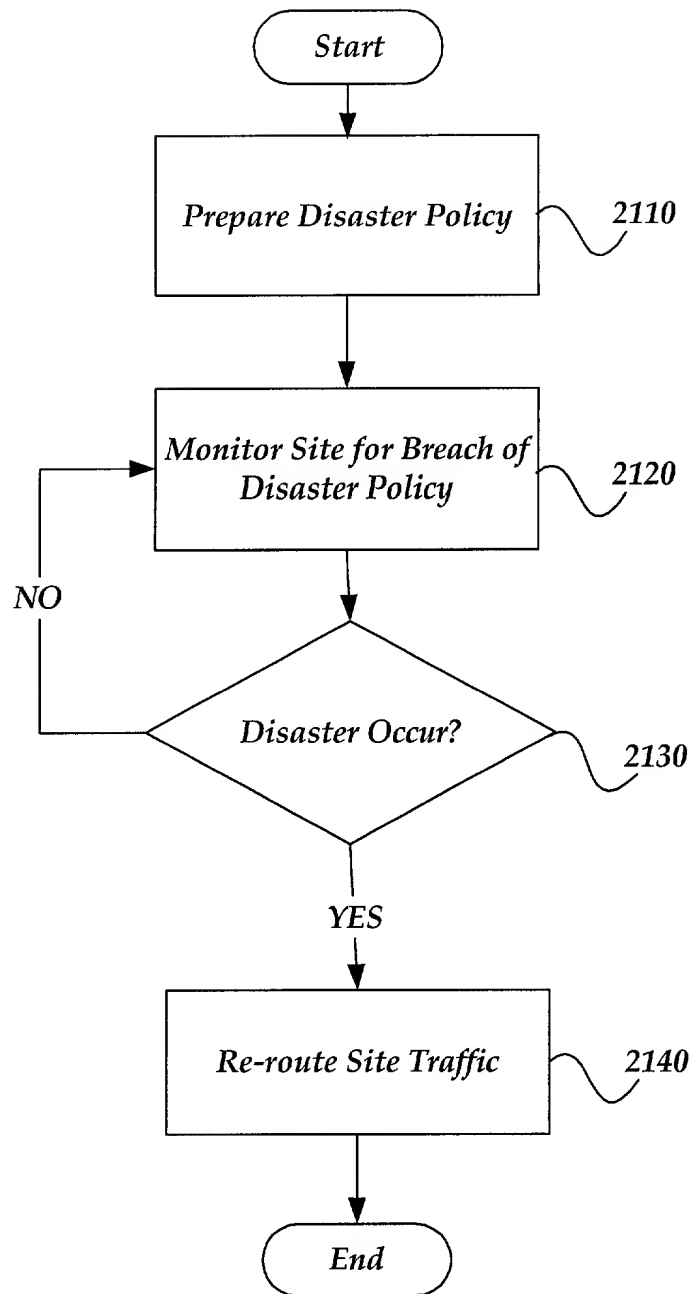 Start
Prepare Disaster Policy
2110
Monitor Site for Breach of
Disaster Policy
2120
NO
Disaster Occur?
2130
YES
Re-route Site Traffic
2140
End